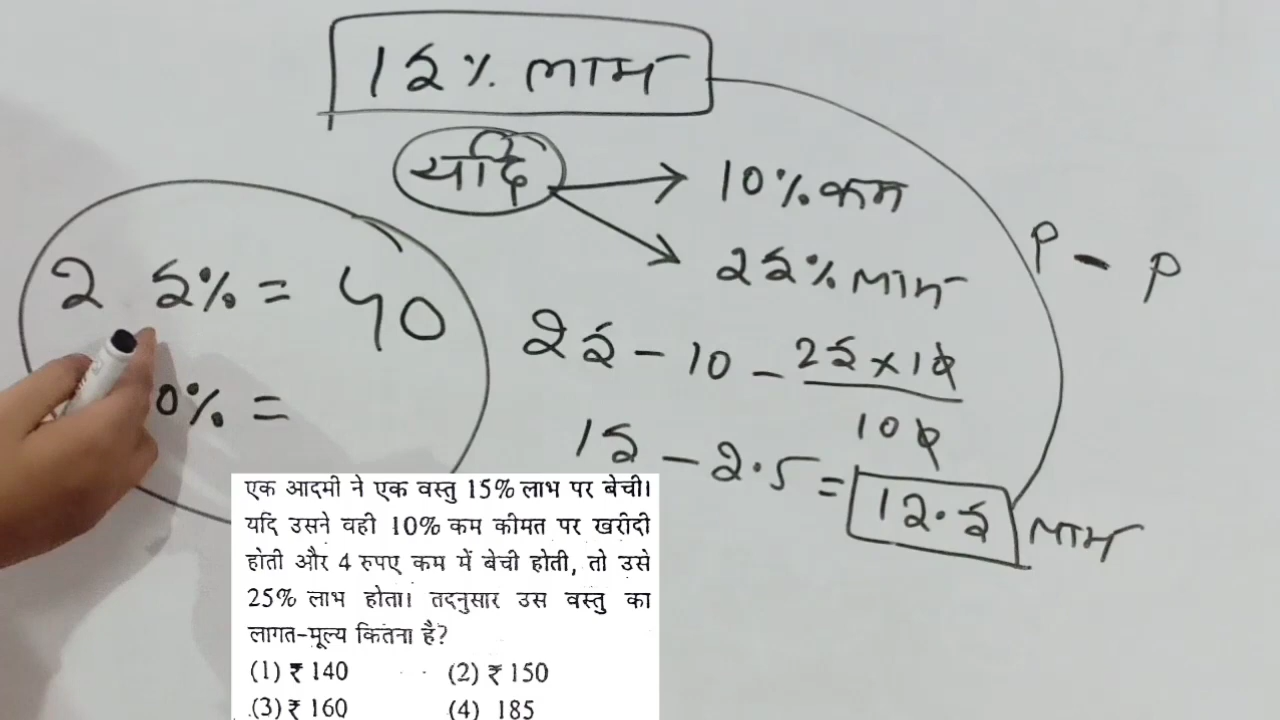 15% लाभ
यदि
10% कम
25% लाभ
P - P
2 5% = 40
0% =
25 - 10 - 25 × 10
100
15 - 2.5 = 12.5 लाभ
एक आदमी ने एक वस्तु 15% लाभ पर बेची।
यदि उसने वही 10% कम कीमत पर खरीदी
होती और 4 रुपए कम में बेची होती, तो उसे
25% लाभ होता। तदनुसार उस वस्तु का
लागत-मूल्य कितना है?
(1) ₹ 140 (2) ₹ 150
(3) ₹ 160 (4) 185